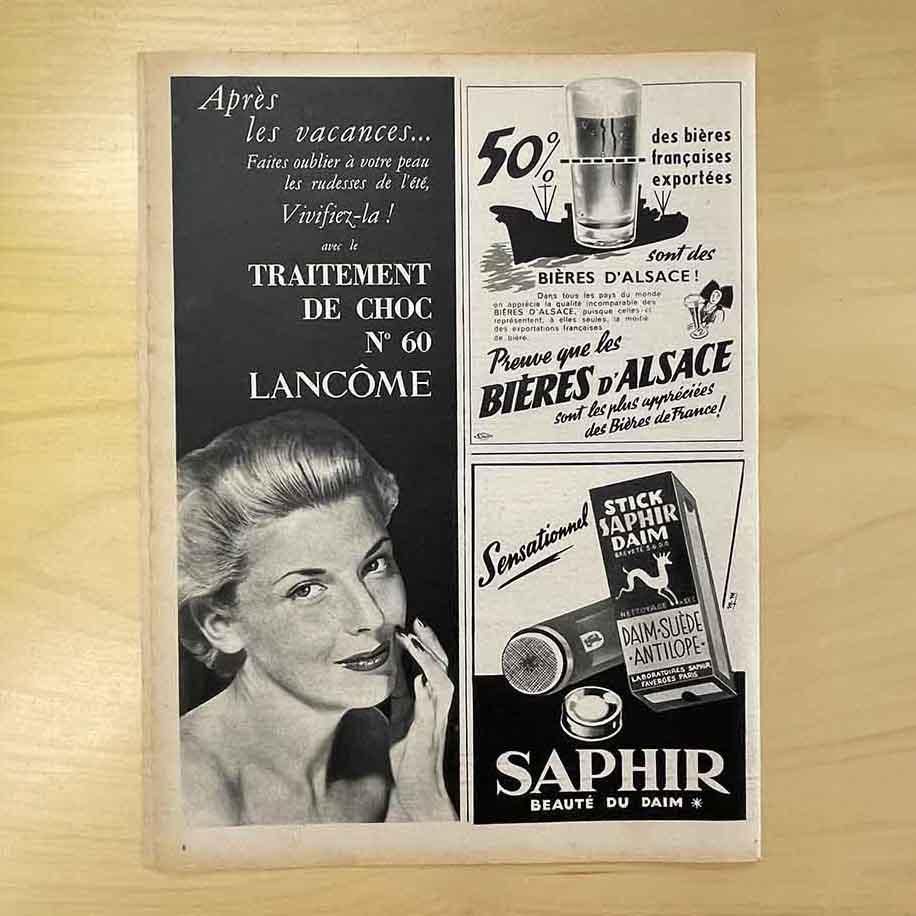 Après
les vacances...
Faites oublier à votre peau
les rudesses de l'été,
Vivifiez-la !
avec le
TRAITEMENT
DE CHOC
Nº 60
LANCÔME
50%
des bières
françaises
exportées
sont des
BIÈRES D'ALSACE !
Dans tous les pays du monde
on apprécie la qualité incomparable des
BIÈRES D'ALSACE, puisque celles-ci
représentent, à elles seules, la moitié
des exportations françaises
de bière.
Preuve que les
BIÈRES D'ALSACE
sont les plus appréciées
des Bières de France !
Sensationnel
STICK
SAPHIR
DAIM
BREVETÉ S.G.D.G.
NETTOYAGE A SEC
DAIM·SUÈDE
·ANTILOPE·
LABORATOIRES SAPHIR
FAVERGES PARIS
SAPHIR
BEAUTÉ DU DAIM *